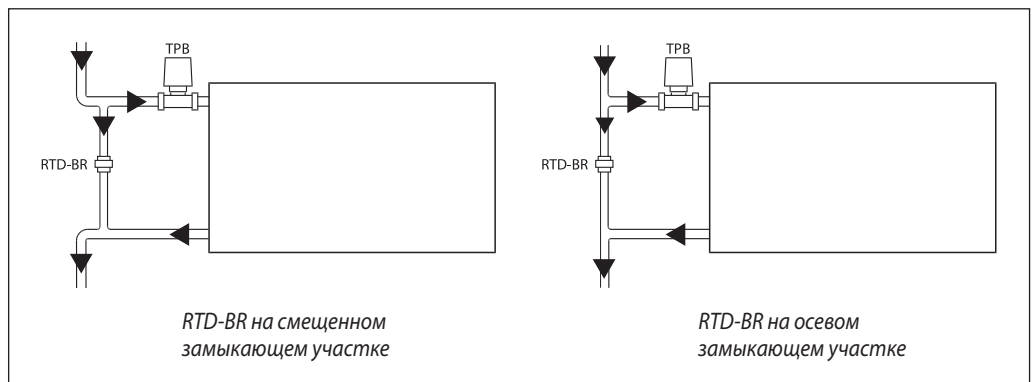 ТРВ
RTD-BR
RTD-BR на смещенном
замыкающем участке
ТРВ
RTD-BR
RTD-BR на осевом
замыкающем участке